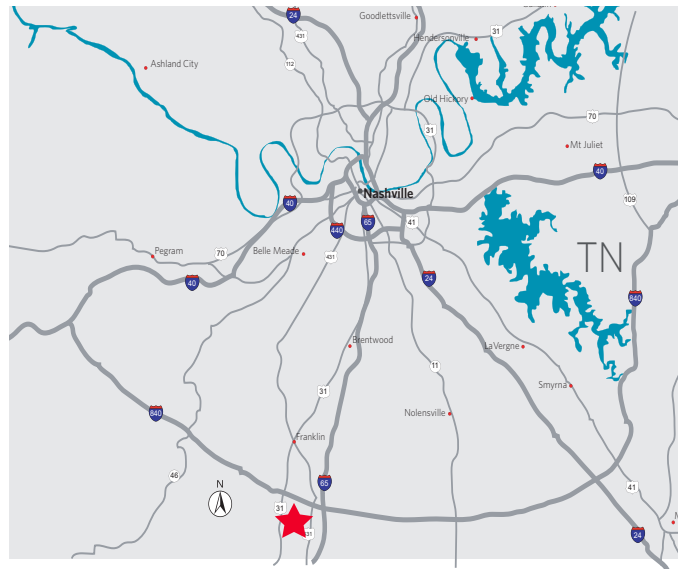 24
Goodlettsville
31
Hendersonville
431
112
Ashland City
Old Hickory
70
31
Mt Juliet
40
Nashville
40
109
65
41
440
TN
Pegram
70
Belle Meade
431
40
24
840
Brentwood
LaVergne
11
31
Smyrna
840
Nolensville
Franklin
46
65
N
41
31
31
24